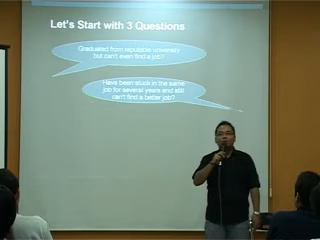 Let's Start with 3 Questions
Graduated from reputable university
but can't even find a job?
Have been stuck in the same
job for several years and still
can't find a better job?